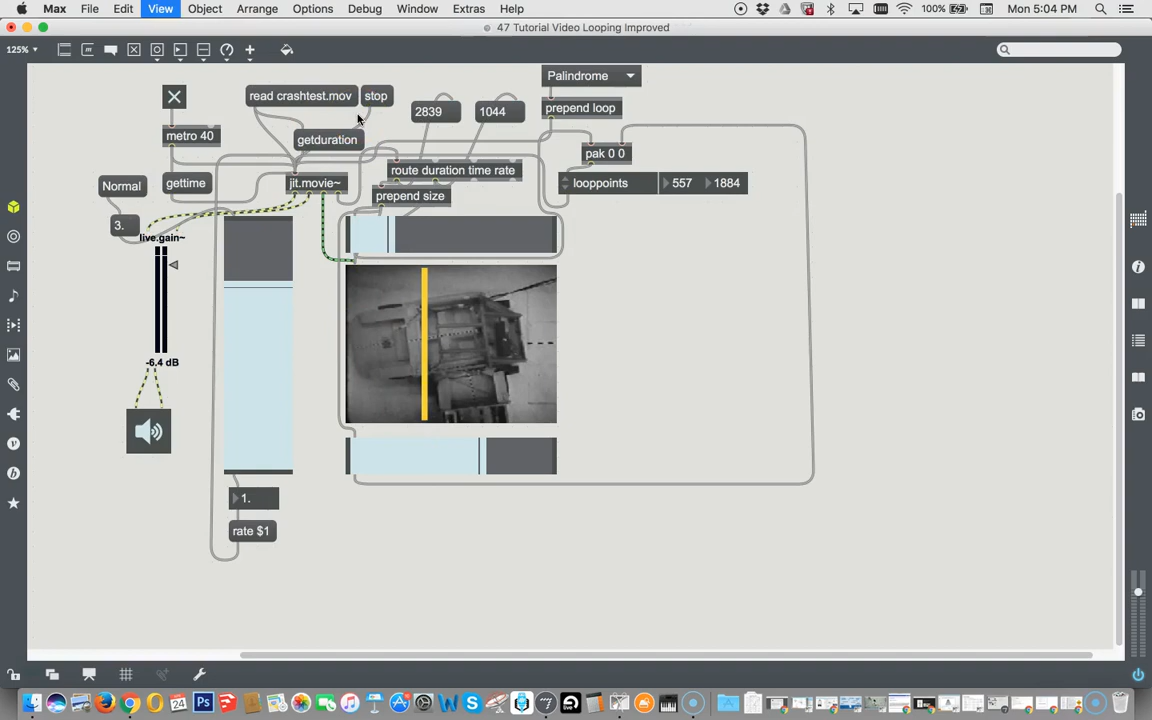 Max File Edit View Object Arrange Options Debug Window Extras Help 100% Mon 5:04 PM
47 Tutorial Video Looping Improved
125%
Palindrome
read crashtest.mov stop
2839 1044 prepend loop
metro 40
getduration
pak 0 0
route duration time rate
Normal gettime jit.movie~ looppoints 557 1884
prepend size
3.
live.gain~
-6.4 dB
1.
rate $1